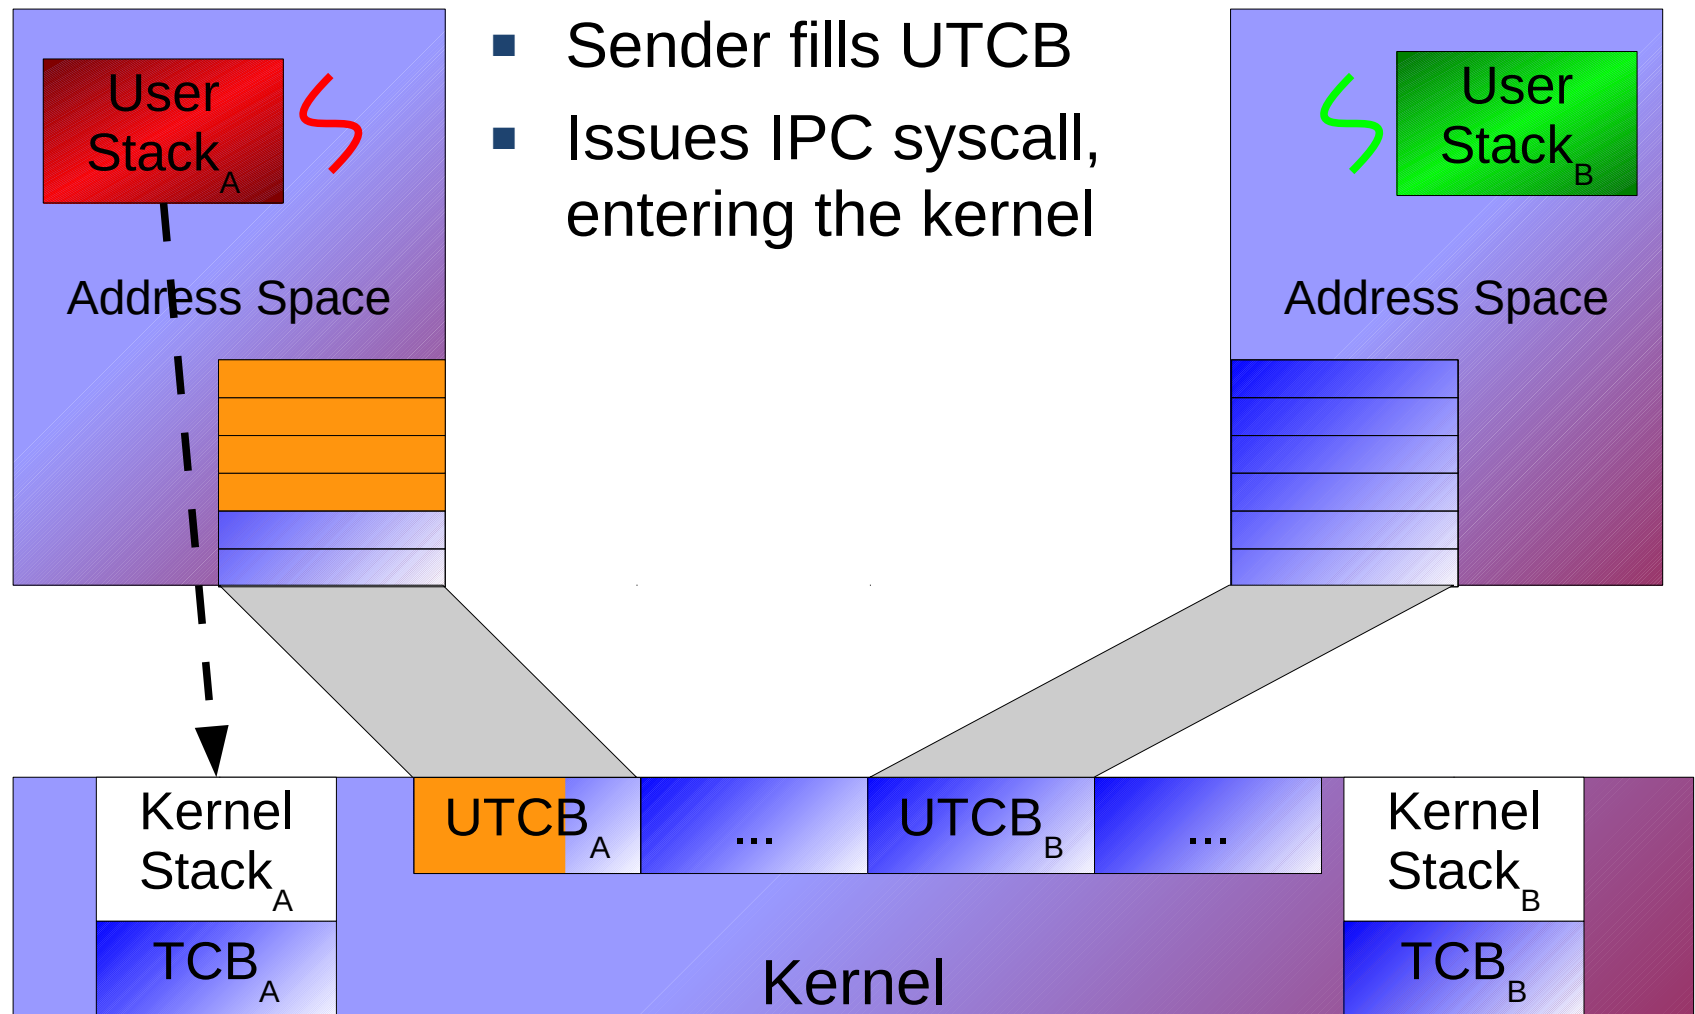 User
Stack A
Address Space
▪ Sender fills UTCB
▪ Issues IPC syscall,
entering the kernel
User
Stack B
Address Space
Kernel
Stack A
TCB A
UTCB A
...
UTCB B
...
Kernel
Kernel
Stack B
TCB B